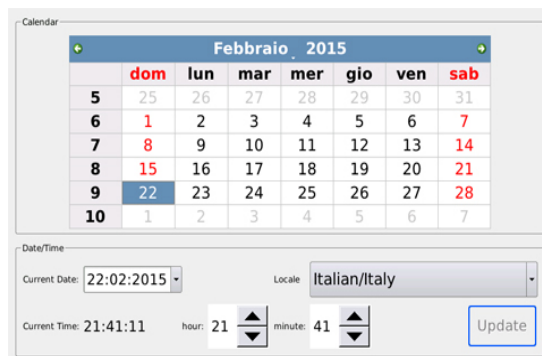 Calendar
Febbraio, 2015
dom lun mar mer gio ven sab
5 25 26 27 28 29 30 31
6 1 2 3 4 5 6 7
7 8 9 10 11 12 13 14
8 15 16 17 18 19 20 21
9 22 23 24 25 26 27 28
10 1 2 3 4 5 6 7
Date/Time
Current Date: 22:02:2015 Locale Italian/Italy
Current Time: 21:41:11 hour: 21 minute: 41 Update